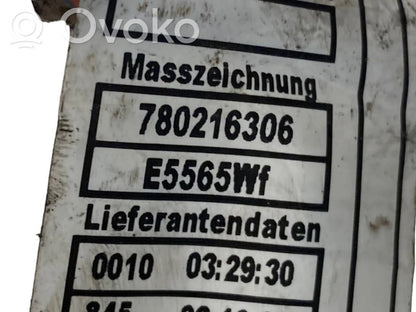 Ovoko
Masszeichnung
780216306
E5565Wf
Lieferantendaten
0010 03:29:30